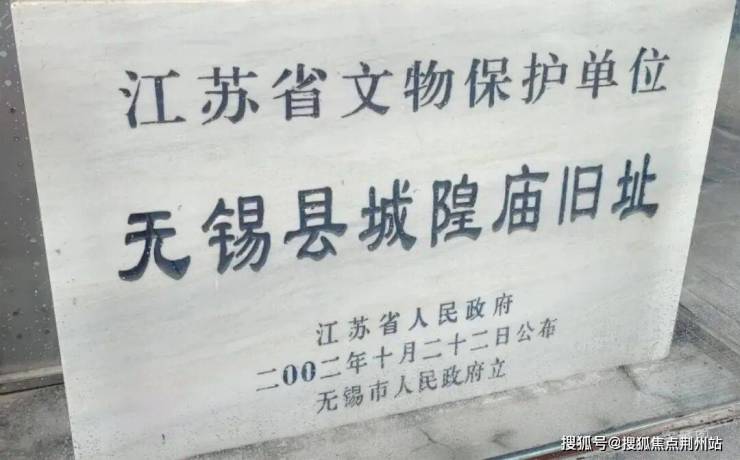 江苏省文物保护单位
无锡县城隍庙旧址
江苏省人民政府
二〇〇二年十月二十二日公布
无锡市人民政府立
搜狐号@搜狐焦点荆州站